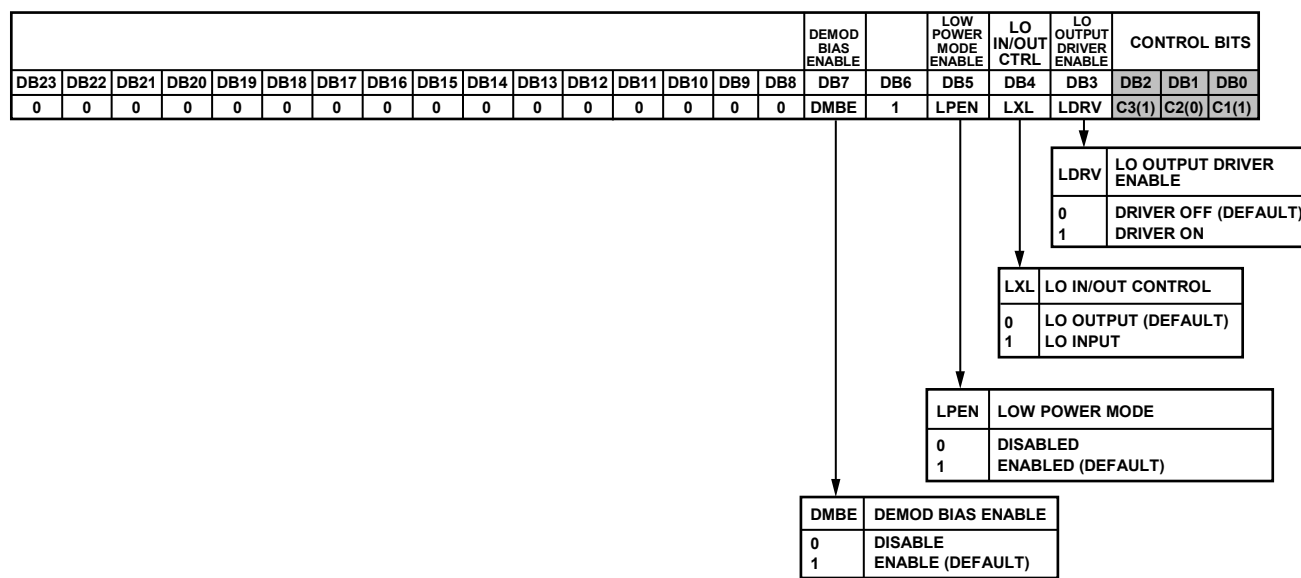 DEMOD BIAS ENABLE
LOW POWER MODE ENABLE
LO IN/OUT CTRL
LO OUTPUT DRIVER ENABLE
CONTROL BITS
DB23 DB22 DB21 DB20 DB19 DB18 DB17 DB16 DB15 DB14 DB13 DB12 DB11 DB10 DB9 DB8 DB7 DB6 DB5 DB4 DB3 DB2 DB1 DB0
0 0 0 0 0 0 0 0 0 0 0 0 0 0 0 0 DMBE 1 LPEN LXL LDRV C3(1) C2(0) C1(1)
LDRV LO OUTPUT DRIVER
ENABLE
0 DRIVER OFF (DEFAULT)
1 DRIVER ON
LXL LO IN/OUT CONTROL
0 LO OUTPUT (DEFAULT)
1 LO INPUT
LPEN LOW POWER MODE
0 DISABLED
1 ENABLED (DEFAULT)
DMBE DEMOD BIAS ENABLE
0 DISABLE
1 ENABLE (DEFAULT)